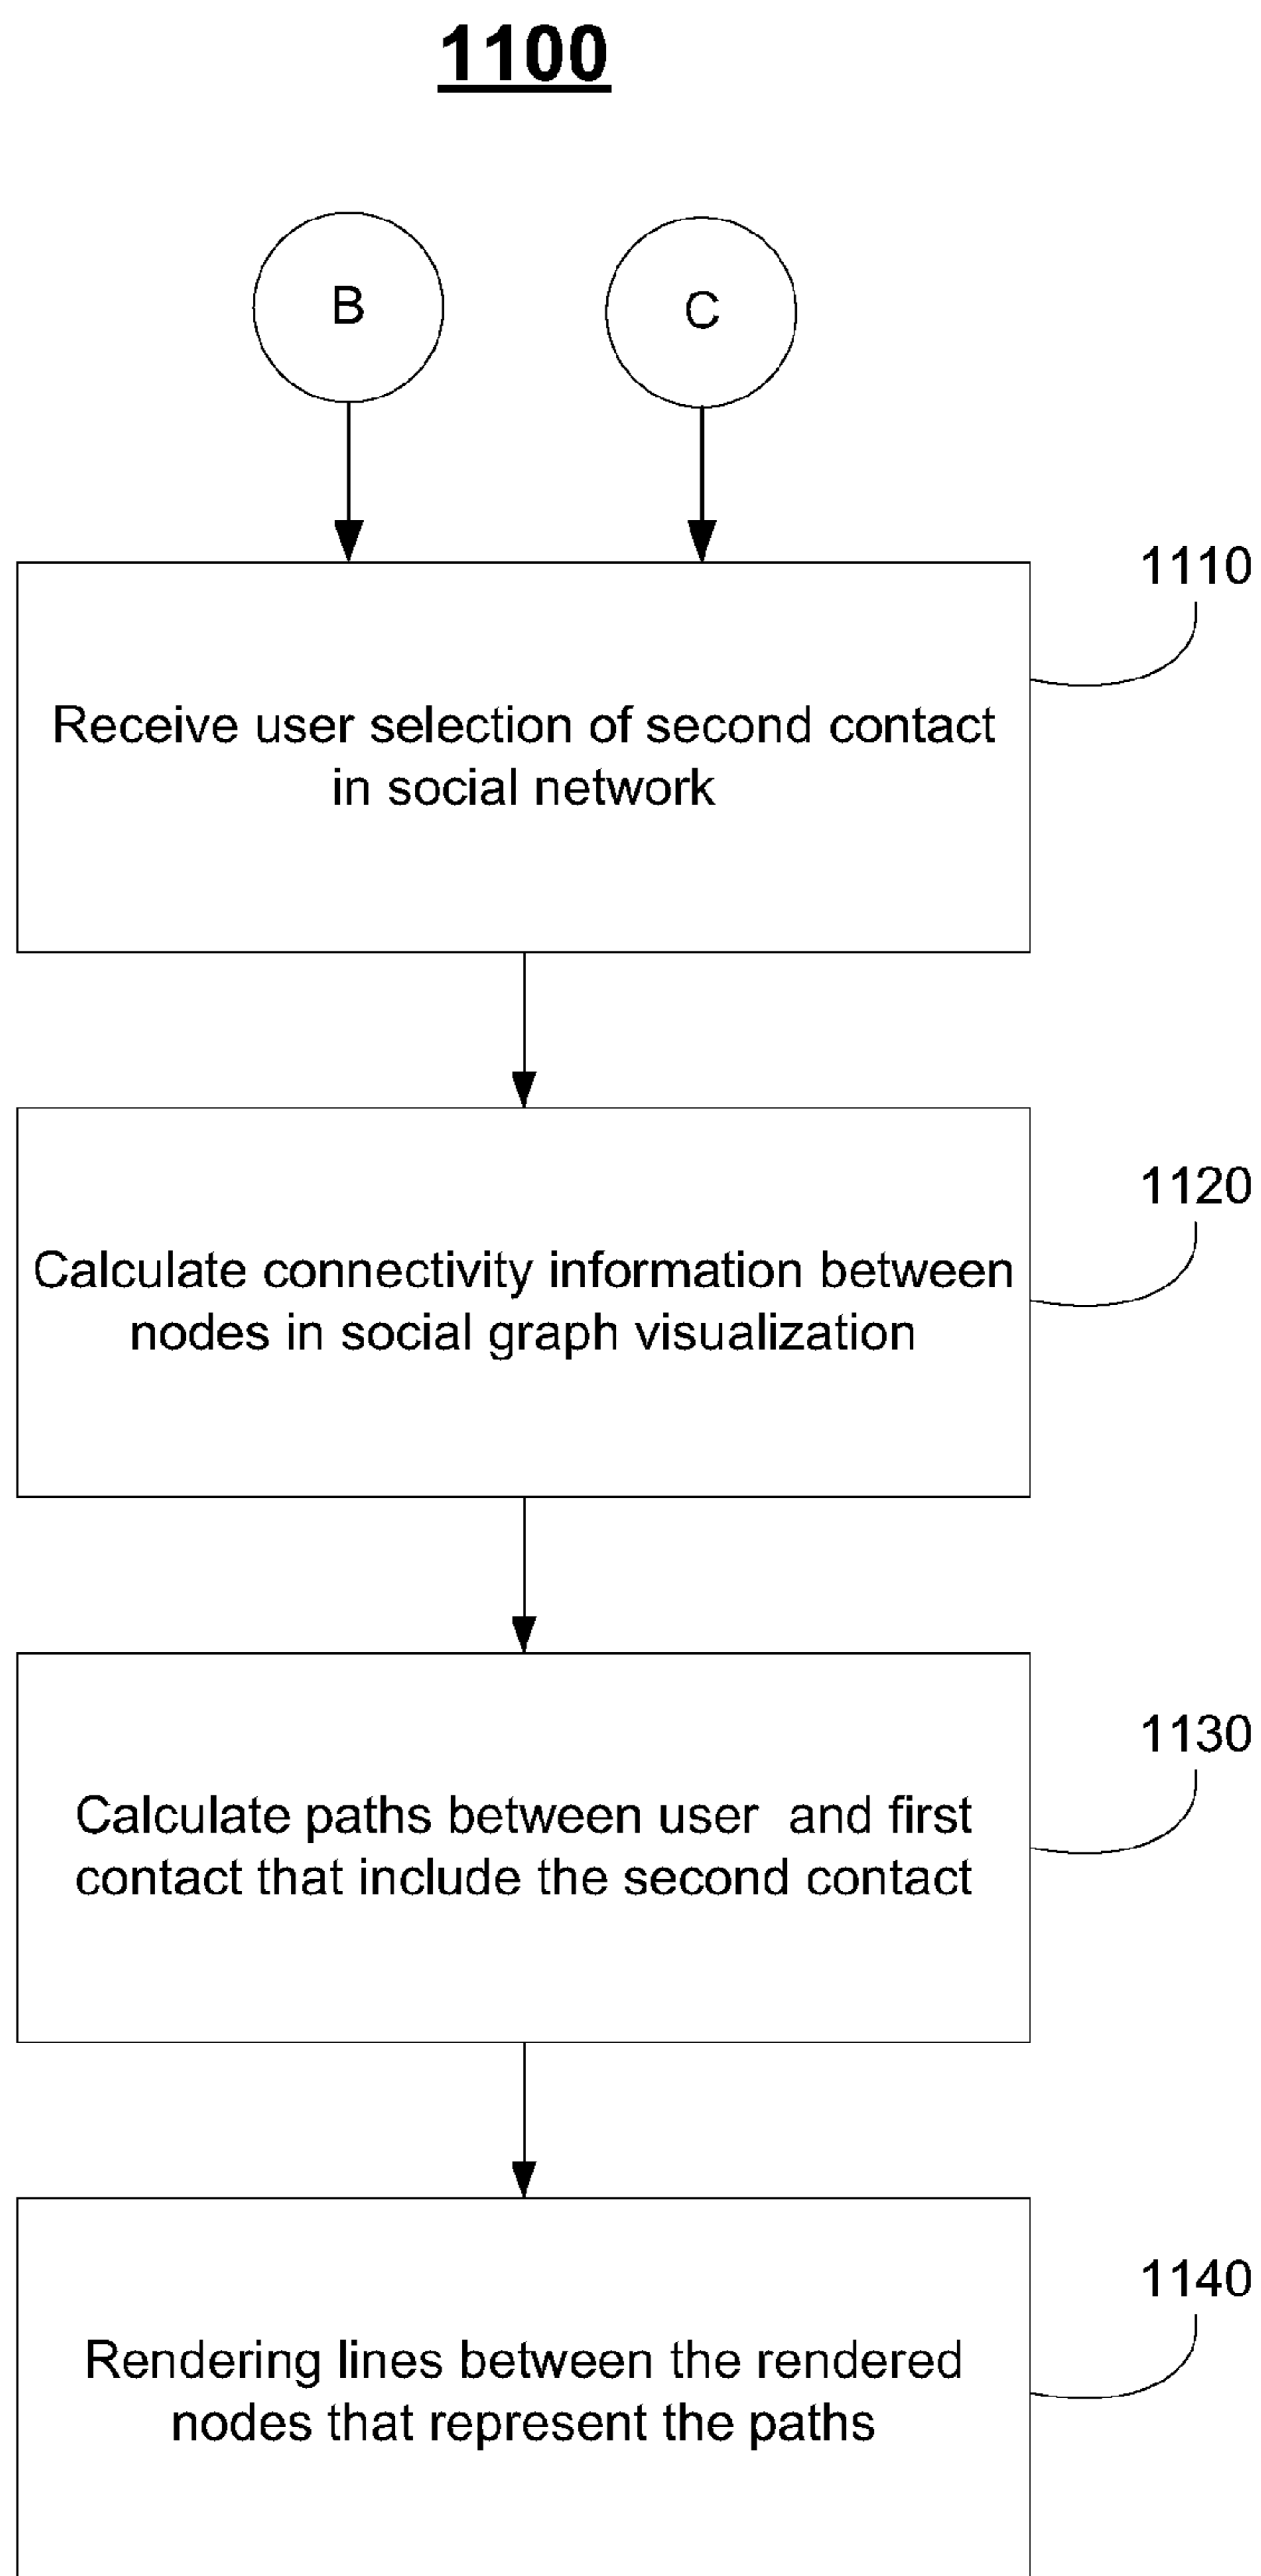 1100
B
C
1110
Receive user selection of second contact
in social network
1120
Calculate connectivity information between
nodes in social graph visualization
1130
Calculate paths between user and first
contact that include the second contact
1140
Rendering lines between the rendered
nodes that represent the paths